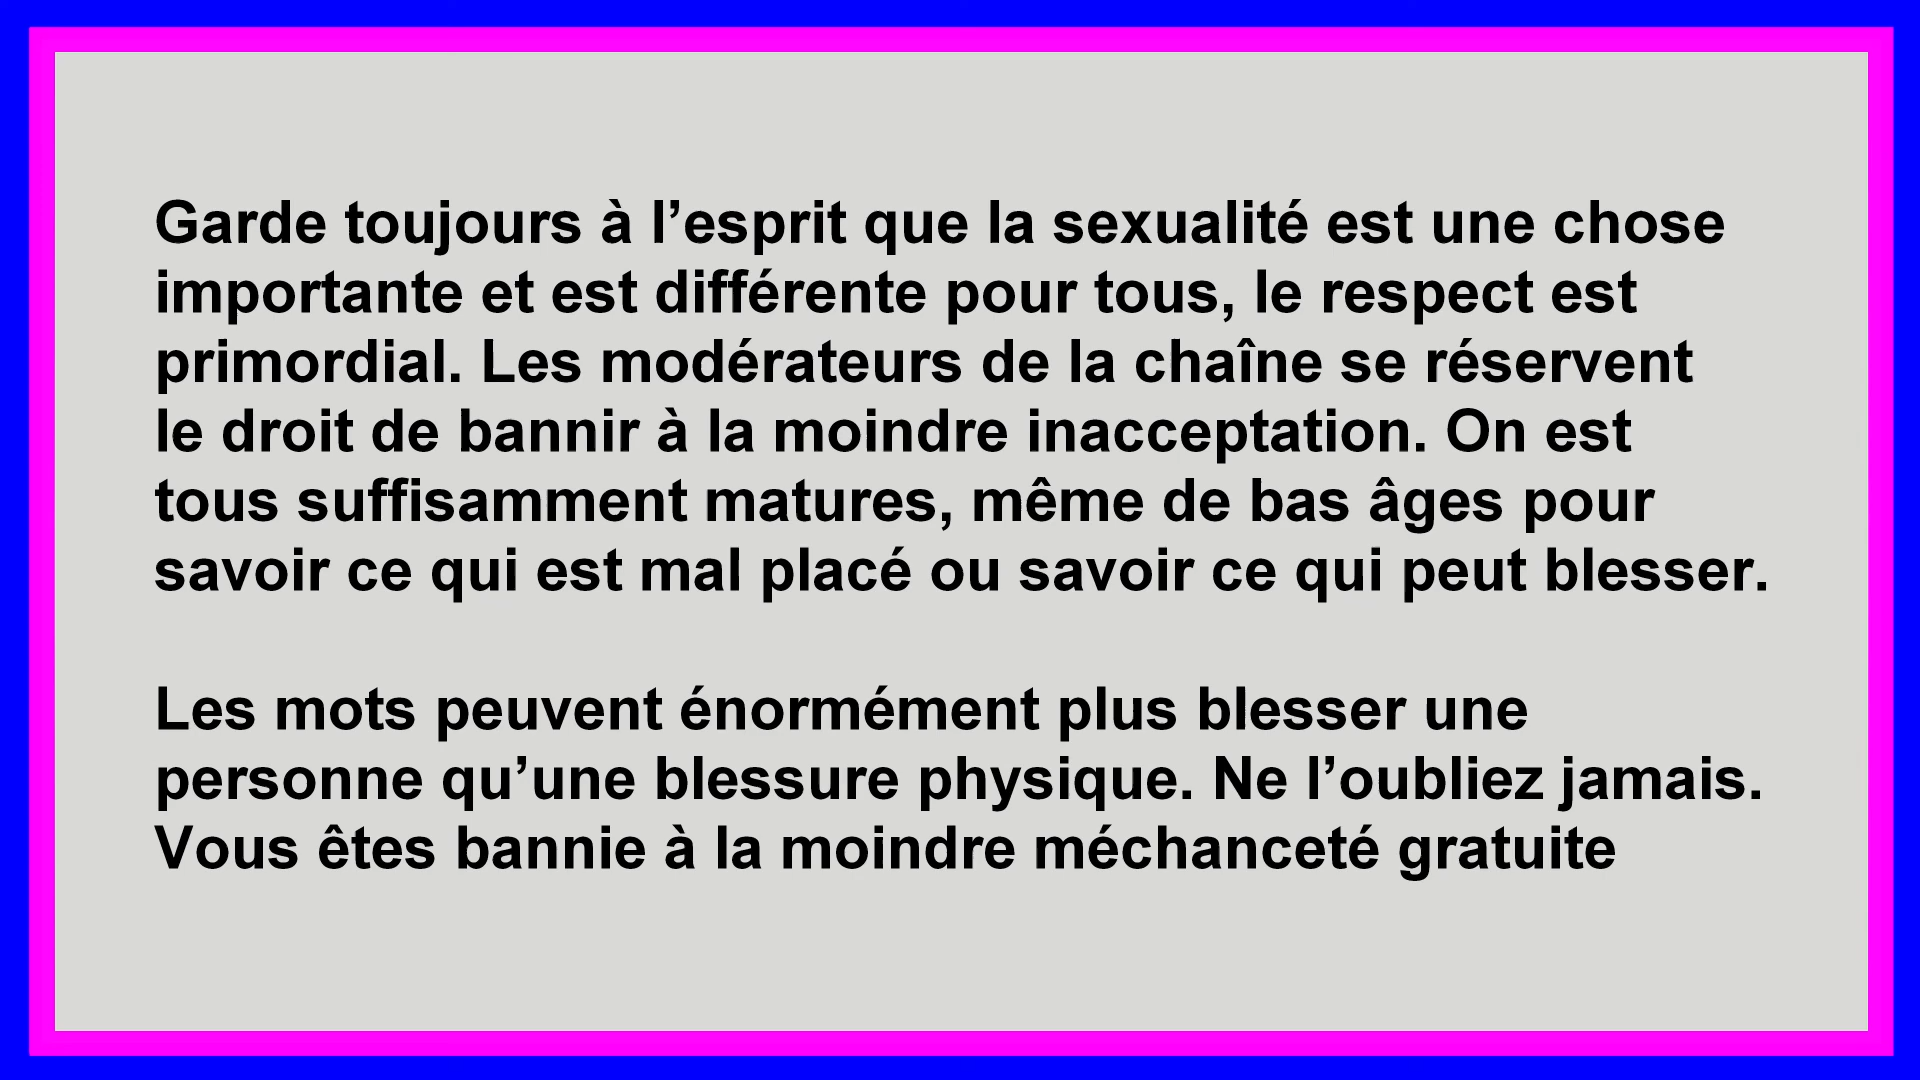 Garde toujours à l’esprit que la sexualité est une chose
importante et est différente pour tous, le respect est
primordial. Les modérateurs de la chaîne se réservent
le droit de bannir à la moindre inacceptation. On est
tous suffisamment matures, même de bas âges pour
savoir ce qui est mal placé ou savoir ce qui peut blesser.
Les mots peuvent énormément plus blesser une
personne qu’une blessure physique. Ne l’oubliez jamais.
Vous êtes bannie à la moindre méchanceté gratuite